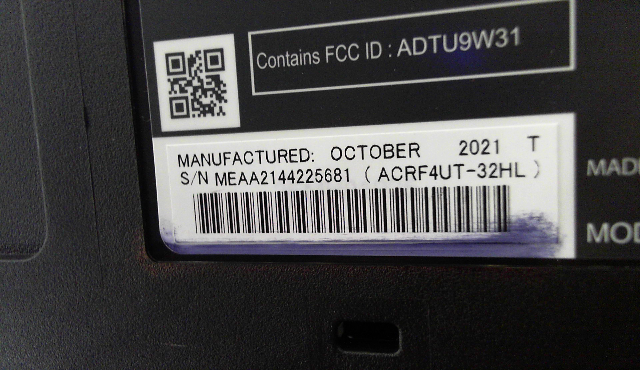 Contains FCC ID : ADTU9W31
MANUFACTURED: OCTOBER 2021 T
S/N MEAA2144225681 ( ACRF4UT-32HL )